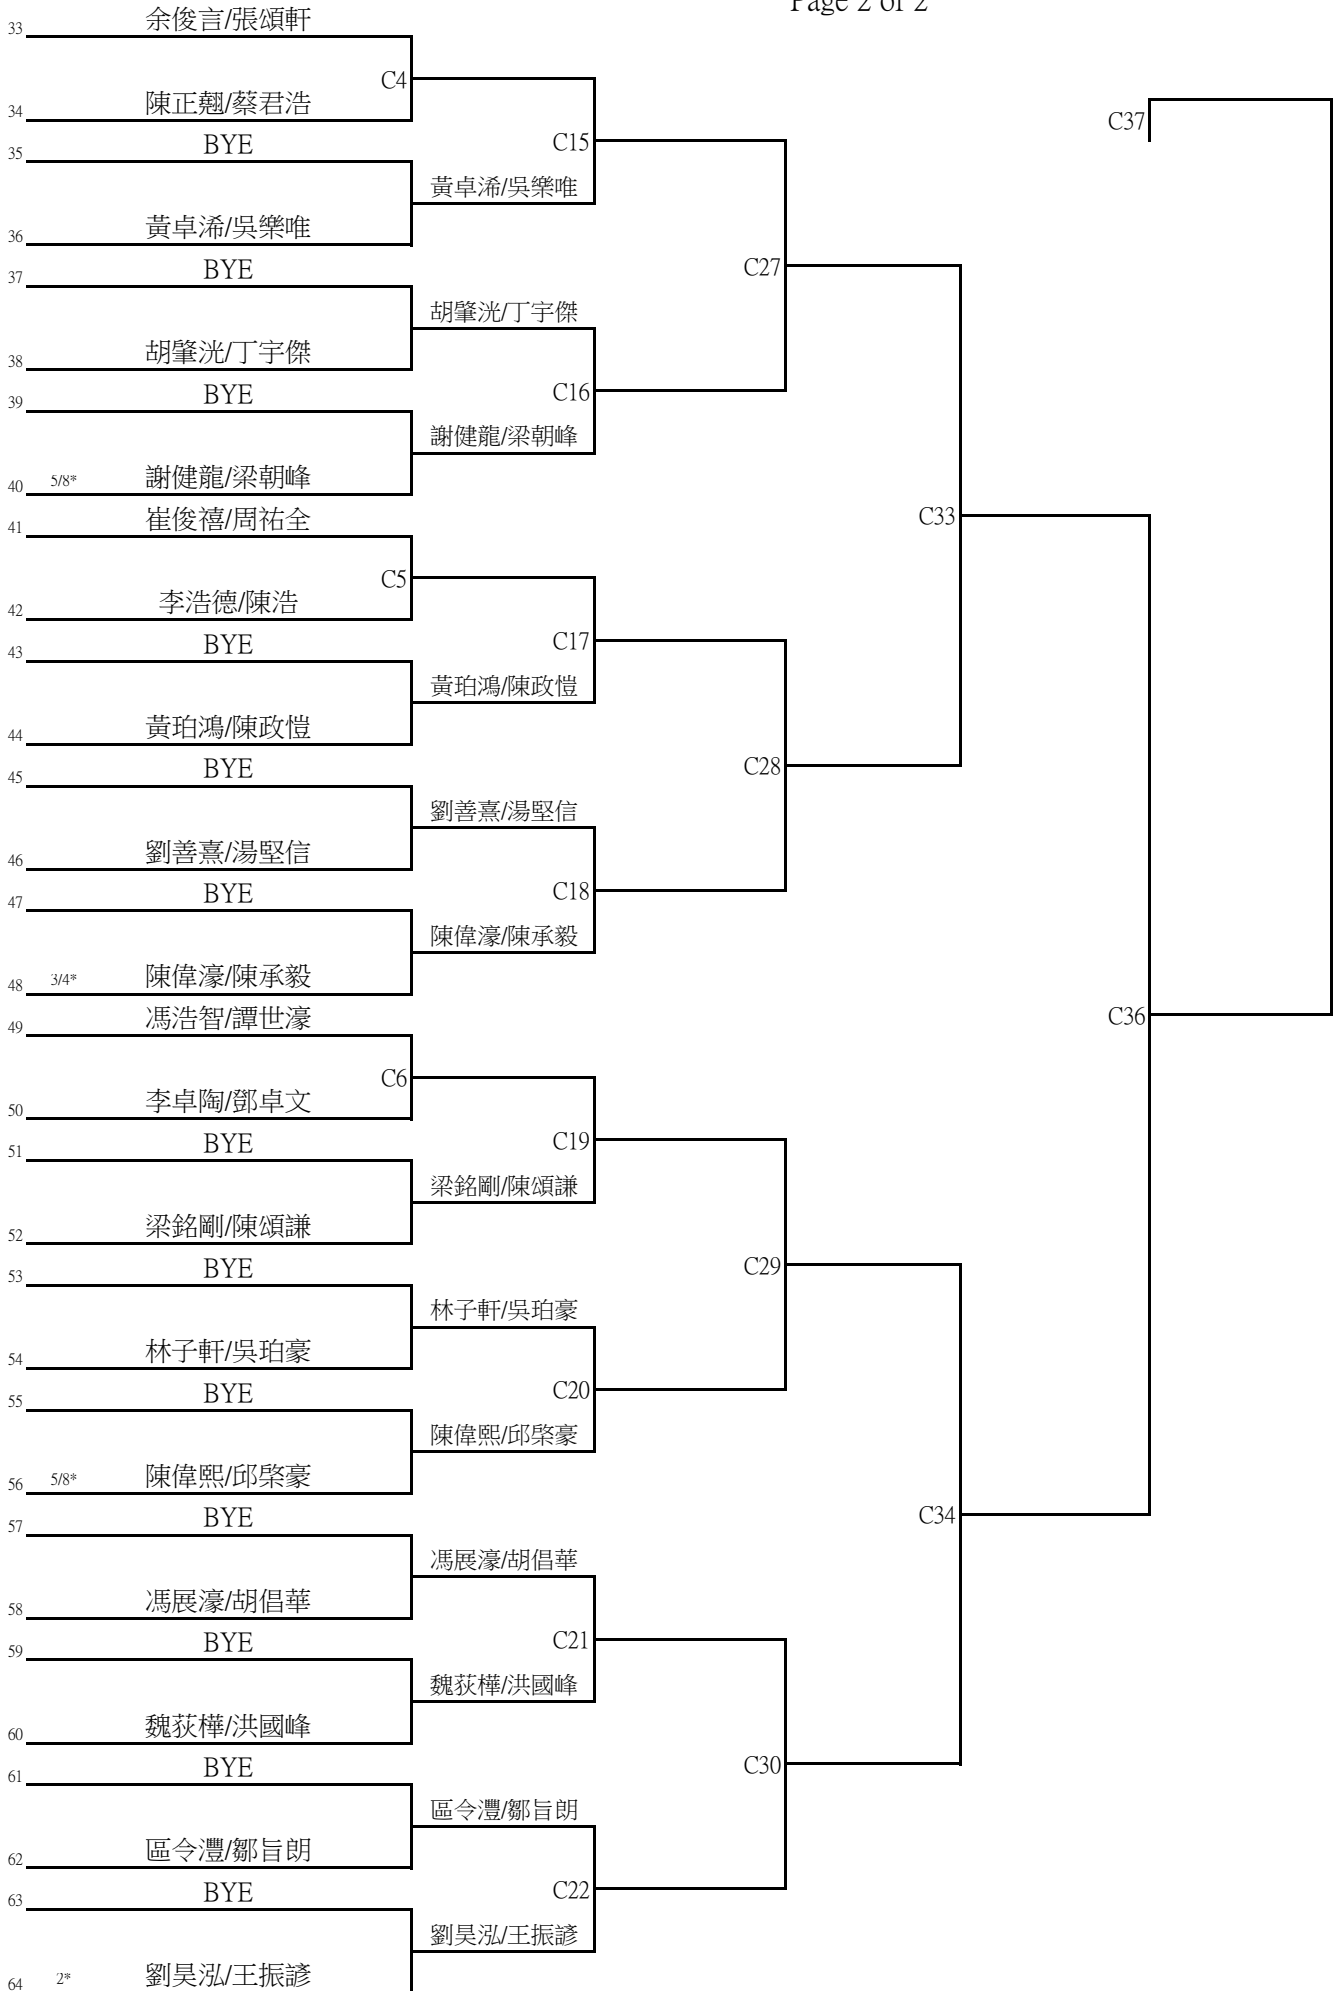 Page 2 of 2
33 余俊言/張頌軒
C4
34 陳正翹/蔡君浩
35 BYE
C15
黃卓浠/吳樂唯
36 黃卓浠/吳樂唯
37 BYE
C27
胡肇洸/丁宇傑
38 胡肇洸/丁宇傑
39 BYE
C16
謝健龍/梁朝峰
40 5/8* 謝健龍/梁朝峰
41 崔俊禧/周祐全
C33
C5
42 李浩德/陳浩
43 BYE
C17
黃珀鴻/陳政愷
44 黃珀鴻/陳政愷
45 BYE
C28
劉善熹/湯堅信
46 劉善熹/湯堅信
47 BYE
C18
陳偉濠/陳承毅
48 3/4* 陳偉濠/陳承毅
49 馮浩智/譚世濠
C36
C6
50 李卓陶/鄧卓文
51 BYE
C19
梁銘剛/陳頌謙
52 梁銘剛/陳頌謙
53 BYE
C29
林子軒/吳珀豪
54 林子軒/吳珀豪
55 BYE
C20
陳偉熙/邱棨豪
56 5/8* 陳偉熙/邱棨豪
57 BYE
C34
馮展濠/胡倡華
58 馮展濠/胡倡華
59 BYE
C21
魏荻樺/洪國峰
60 魏荻樺/洪國峰
61 BYE
C30
區令灃/鄒旨朗
62 區令灃/鄒旨朗
63 BYE
C22
劉昊泓/王振諺
64 2* 劉昊泓/王振諺
C37